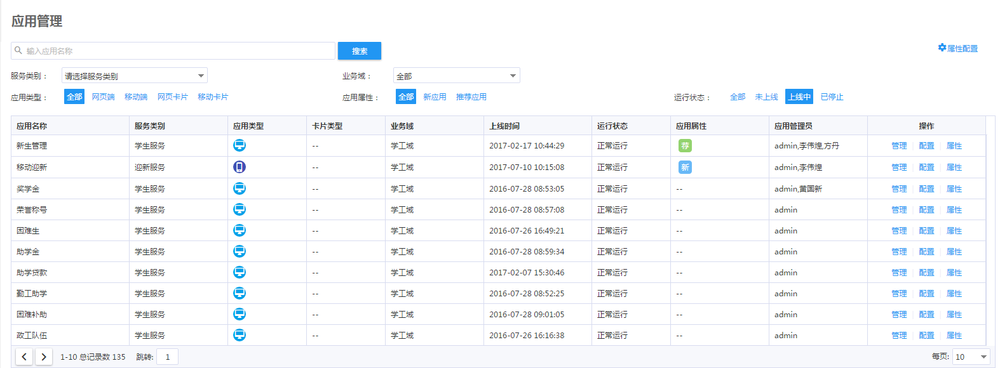 应用管理
输入应用名称 搜索 属性配置
服务类别： 请选择服务类别 业务域： 全部
应用类型： 全部 网页端 移动端 网页卡片 移动卡片 应用属性： 全部 新应用 推荐应用 运行状态： 全部 未上线 上线中 已停止
应用名称 服务类别 应用类型 卡片类型 业务域 上线时间 运行状态 应用属性 应用管理员 操作
新生管理 学生服务 -- 学工域 2017-02-17 10:44:29 正常运行 荐 admin,李伟煌,方丹 管理 配置 属性
移动迎新 迎新服务 -- 学工域 2017-07-10 10:15:08 正常运行 新 admin,李伟煌 管理 配置 属性
奖学金 学生服务 -- 学工域 2016-07-28 08:53:05 正常运行 -- admin,黄国新 管理 配置 属性
荣誉称号 学生服务 -- 学工域 2016-07-28 08:57:08 正常运行 -- admin 管理 配置 属性
困难生 学生服务 -- 学工域 2016-07-26 16:49:21 正常运行 -- admin 管理 配置 属性
助学金 学生服务 -- 学工域 2016-07-28 08:59:34 正常运行 -- admin 管理 配置 属性
助学贷款 学生服务 -- 学工域 2017-02-07 15:30:46 正常运行 -- admin 管理 配置 属性
勤工助学 学生服务 -- 学工域 2016-07-28 08:52:25 正常运行 -- admin 管理 配置 属性
困难补助 学生服务 -- 学工域 2016-07-28 09:01:05 正常运行 -- admin 管理 配置 属性
政工队伍 学生服务 -- 学工域 2016-07-26 16:16:38 正常运行 -- admin 管理 配置 属性
1-10 总记录数 135 跳转: 1 每页: 10